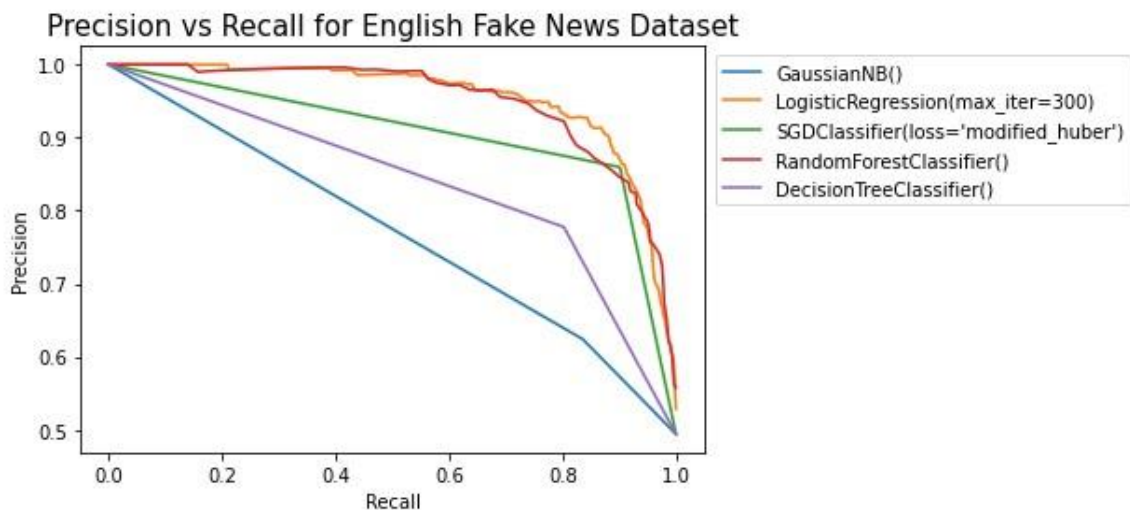 Precision vs Recall for English Fake News Dataset
1.0
0.9
0.8
0.7
0.6
0.5
Precision
0.0 0.2 0.4 0.6 0.8 1.0
Recall
GaussianNB()
LogisticRegression(max_iter=300)
SGDClassifier(loss='modified_huber')
RandomForestClassifier()
DecisionTreeClassifier()